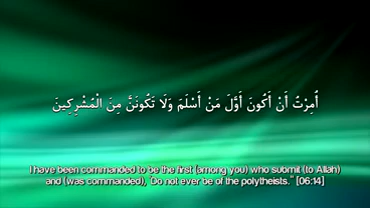 أُمِرْتُ أَنْ أَكُونَ أَوَّلَ مَنْ أَسْلَمَ وَلَا تَكُونَنَّ مِنَ الْمُشْرِكِينَ
I have been commanded to be the first (among you) who submit (to Allāh)
and (was commanded), 'Do not ever be of the polytheists.'" [06:14]